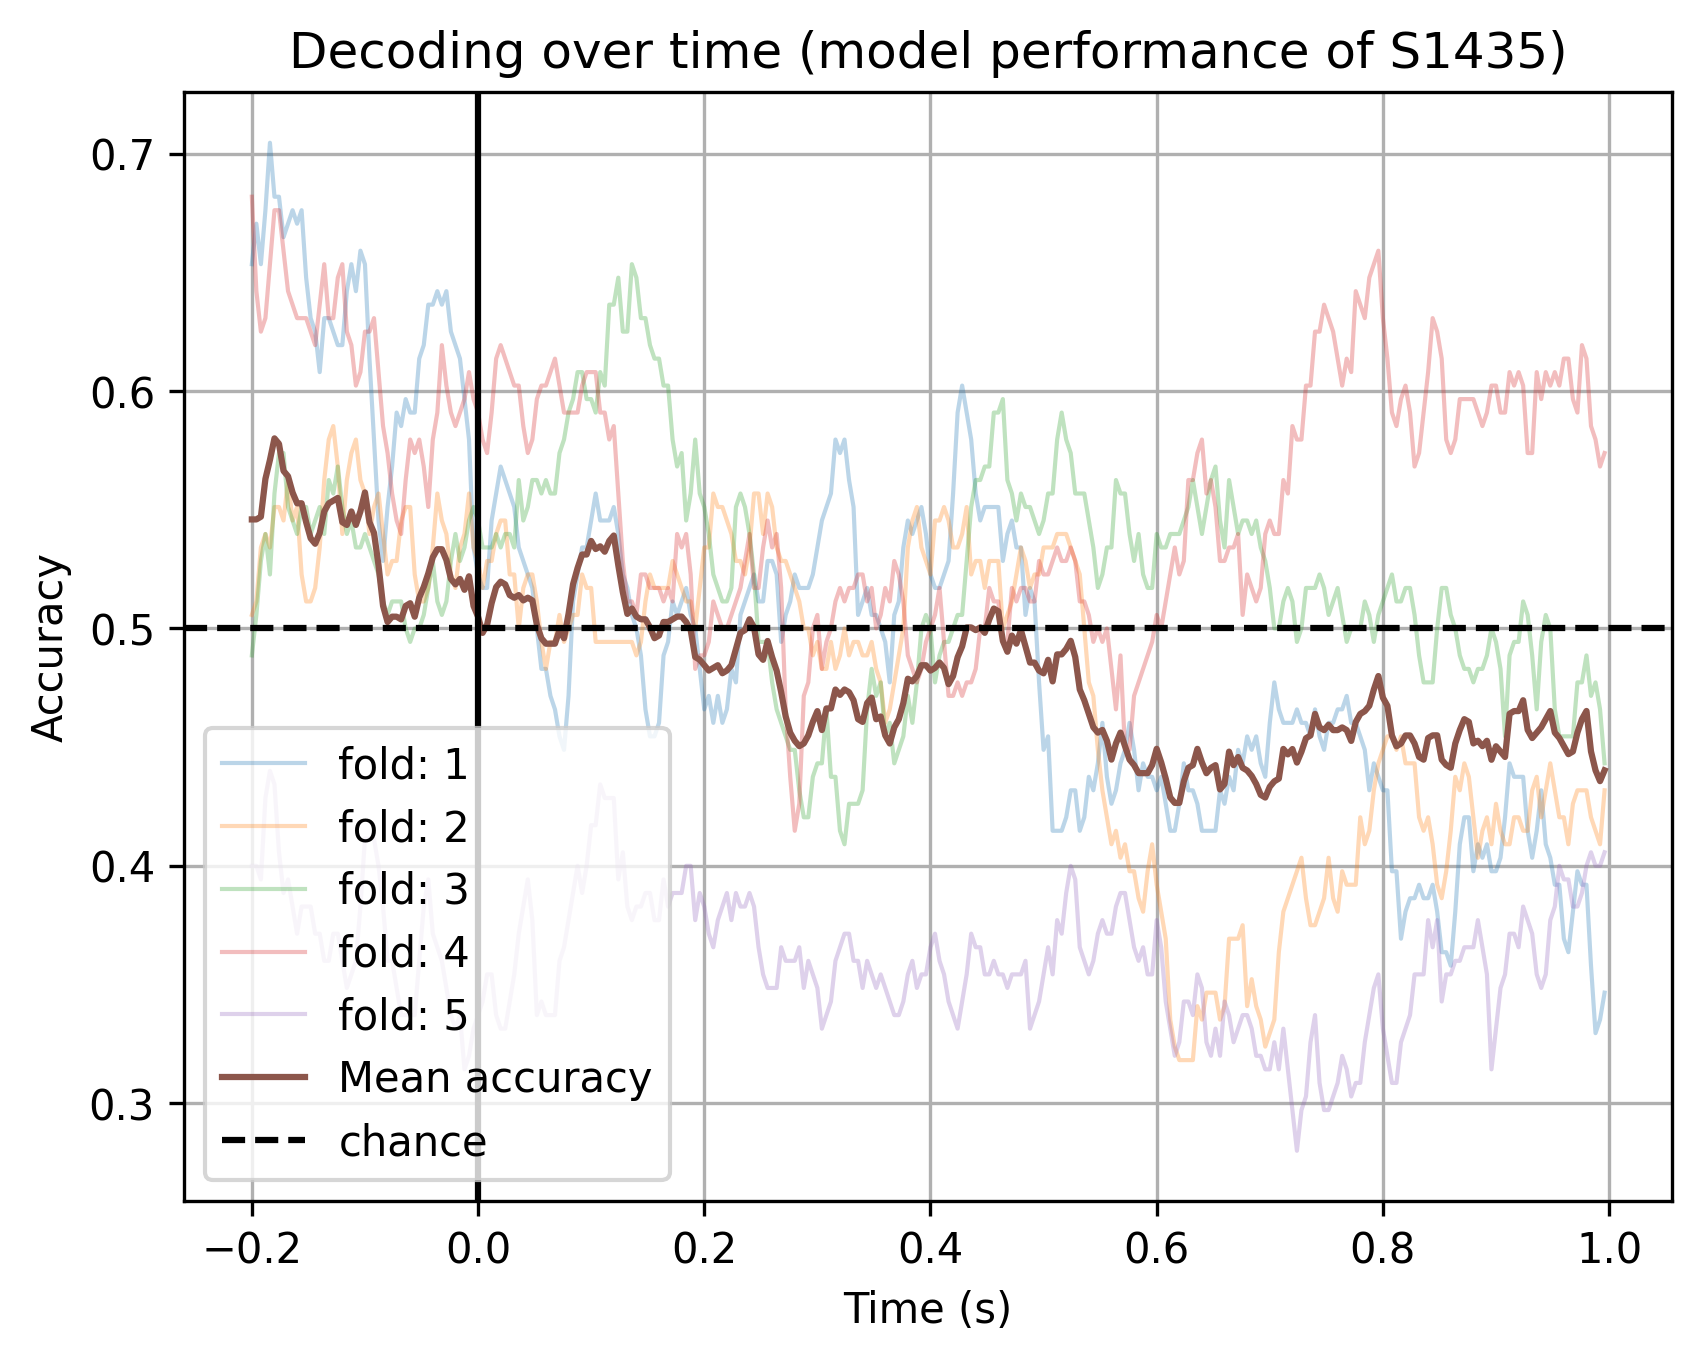 Decoding over time (model performance of S1435)
Accuracy
0.7
0.6
0.5
0.4
0.3
fold: 1
fold: 2
fold: 3
fold: 4
fold: 5
Mean accuracy
chance
−0.2 0.0 0.2 0.4 0.6 0.8 1.0
Time (s)